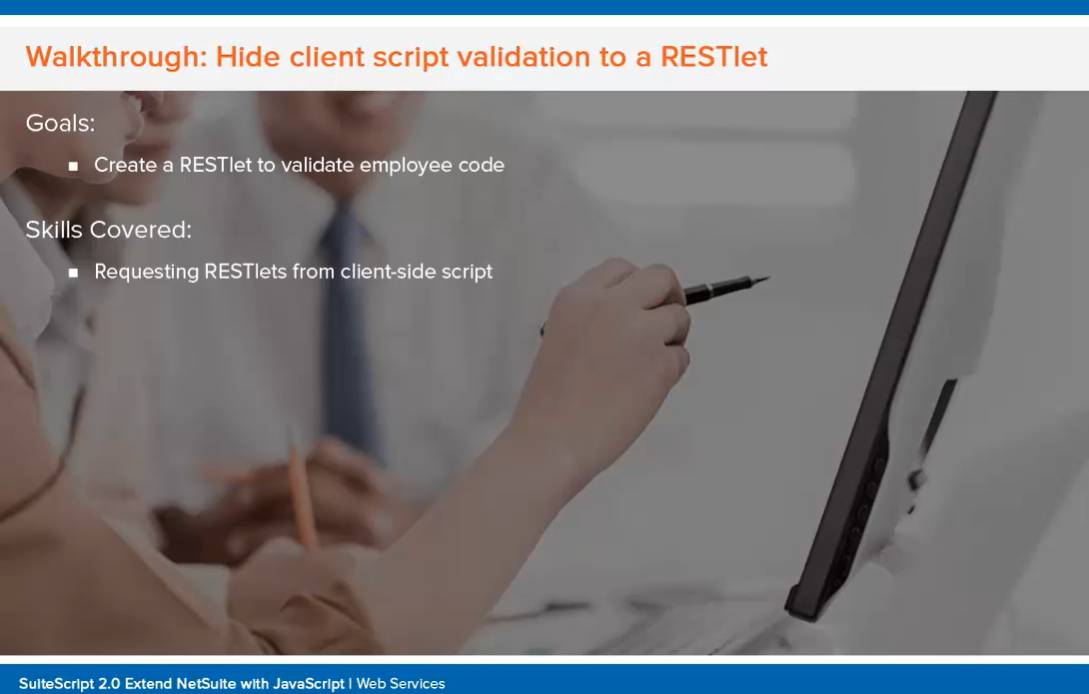 Walkthrough: Hide client script validation to a RESTlet
Goals:
▪ Create a RESTlet to validate employee code
Skills Covered:
▪ Requesting RESTlets from client-side script
SuiteScript 2.0 Extend NetSuite with JavaScript | Web Services